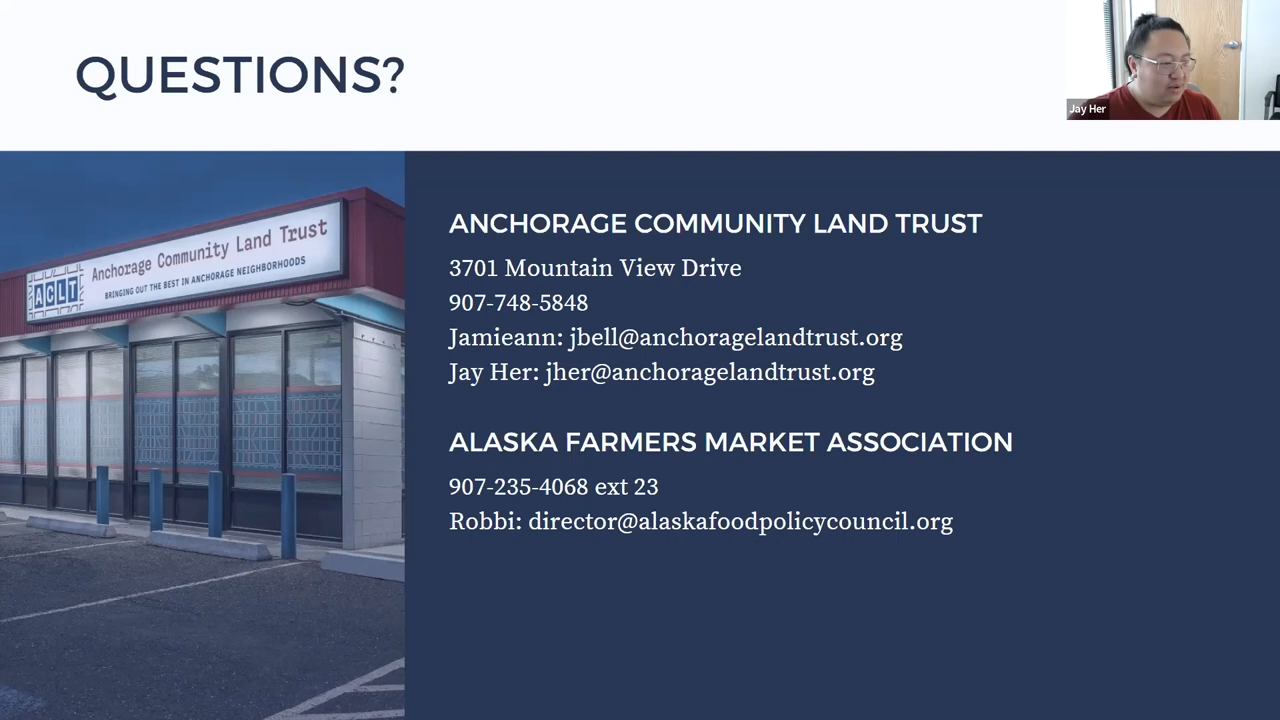 QUESTIONS?
Jay Her
Anchorage Community Land Trust
ACLT
BRINGING OUT THE BEST IN ANCHORAGE NEIGHBORHOODS
ANCHORAGE COMMUNITY LAND TRUST
3701 Mountain View Drive
907-748-5848
Jamieann: jbell@anchoragelandtrust.org
Jay Her: jher@anchoragelandtrust.org
ALASKA FARMERS MARKET ASSOCIATION
907-235-4068 ext 23
Robbi: director@alaskafoodpolicycouncil.org